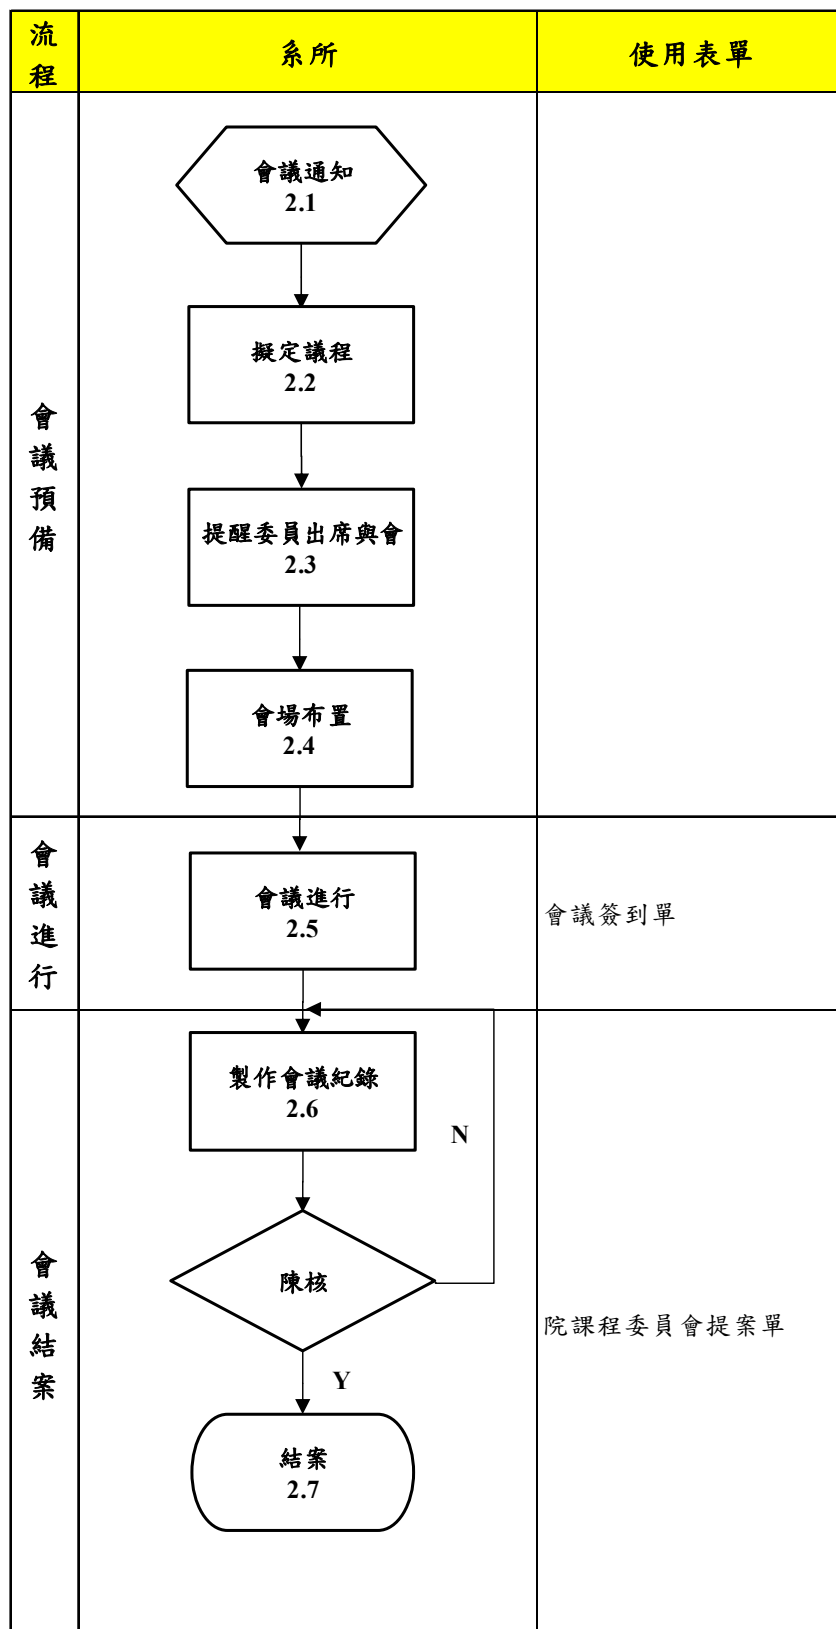 流程
系所
使用表單
會議預備
會議通知
2.1
擬定議程
2.2
提醒委員出席與會
2.3
會場布置
2.4
會議進行
會議進行
2.5
會議簽到單
會議結案
製作會議紀錄
2.6
N
陳核
院課程委員會提案單
Y
結案
2.7